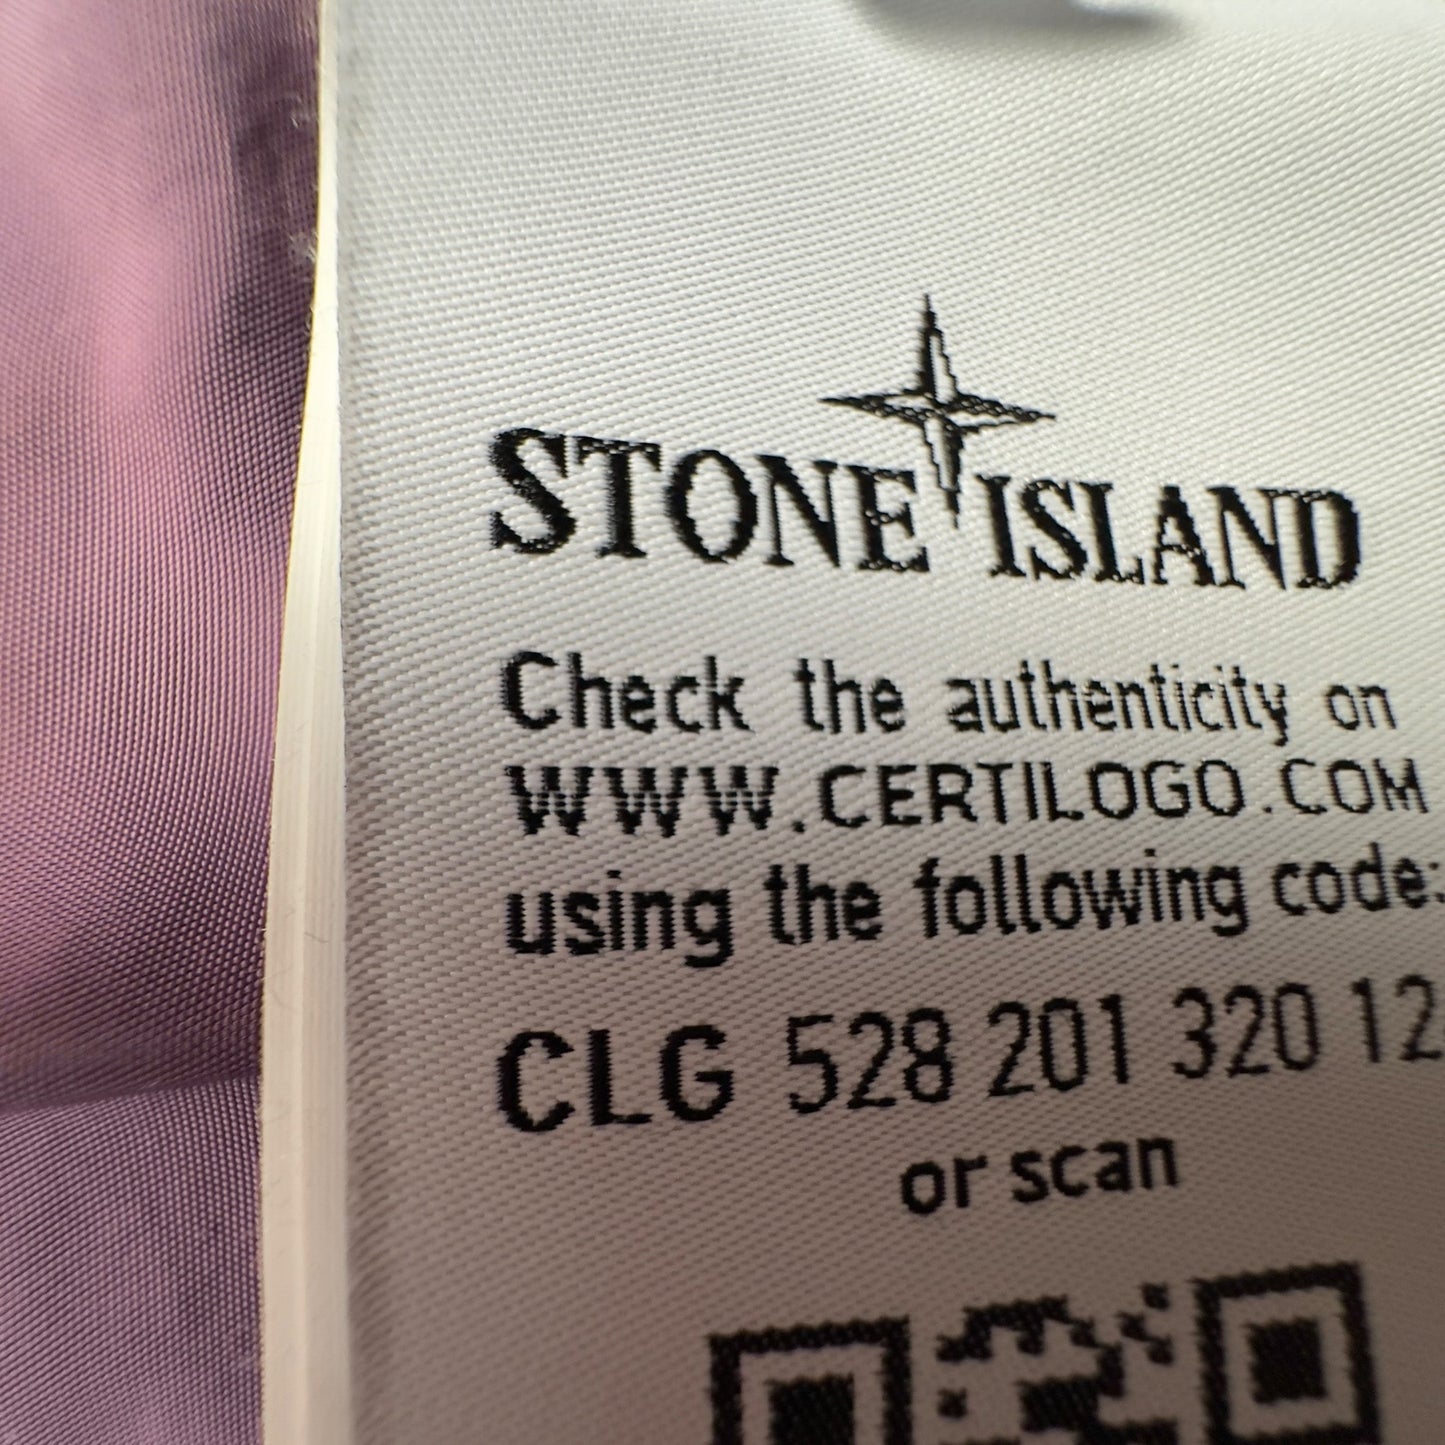 STONE ISLAND
Check the authenticity on
WWW.CERTILOGO.COM
using the following code:
CLG 528 201 320 12
or scan